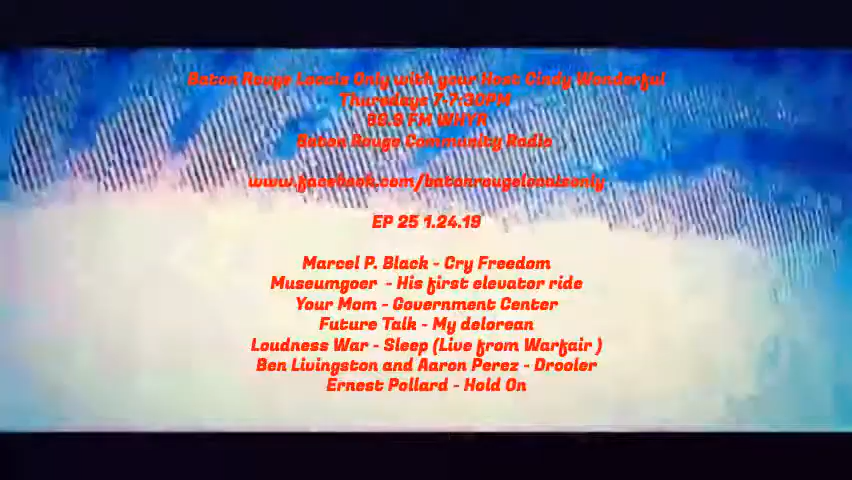 Baton Rouge Locals Only with your Host Cindy Wonderful
Thursdays 7-7:30PM
99.9 FM WHYR
Baton Rouge Community Radio
www.facebook.com/batonrougelocalsonly
EP 25 1.24.19
Marcel P. Black - Cry Freedom
Museumgoer - His first elevator ride
Your Mom - Government Center
Future Talk - My delorean
Loudness War - Sleep (Live from Warfair )
Ben Livingston and Aaron Perez - Drooler
Ernest Pollard - Hold On